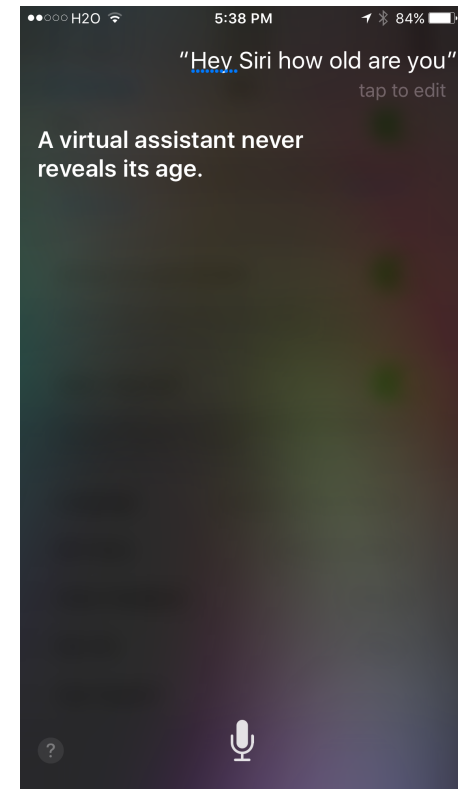 H2O 5:38 PM 84%
“Hey Siri how old are you”
tap to edit
A virtual assistant never
reveals its age.
?